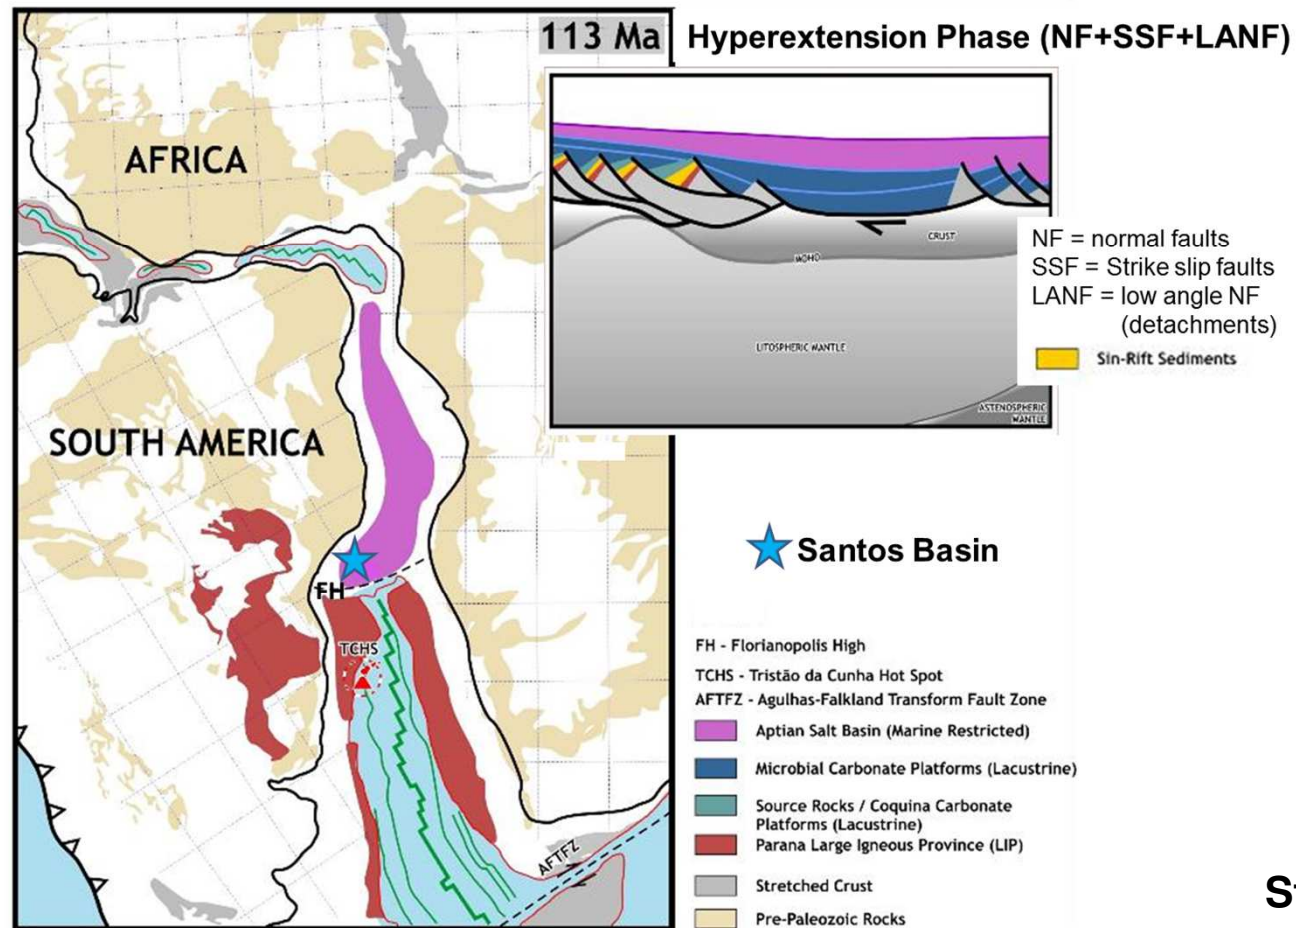 113 Ma
Hyperextension Phase (NF+SSF+LANF)
AFRICA
SOUTH AMERICA
FH
TCHS
AFTFZ
CRUST
MOHO
LITOSPHERIC MANTLE
ASTENOSPHERIC
MANTLE
NF = normal faults
SSF = Strike slip faults
LANF = low angle NF
(detachments)
Sin-Rift Sediments
Santos Basin
FH - Florianopolis High
TCHS - Tristão da Cunha Hot Spot
AFTFZ - Agulhas-Falkland Transform Fault Zone
Aptian Salt Basin (Marine Restricted)
Microbial Carbonate Platforms (Lacustrine)
Source Rocks / Coquina Carbonate
Platforms (Lacustrine)
Parana Large Igneous Province (LIP)
Stretched Crust
Pre-Paleozoic Rocks